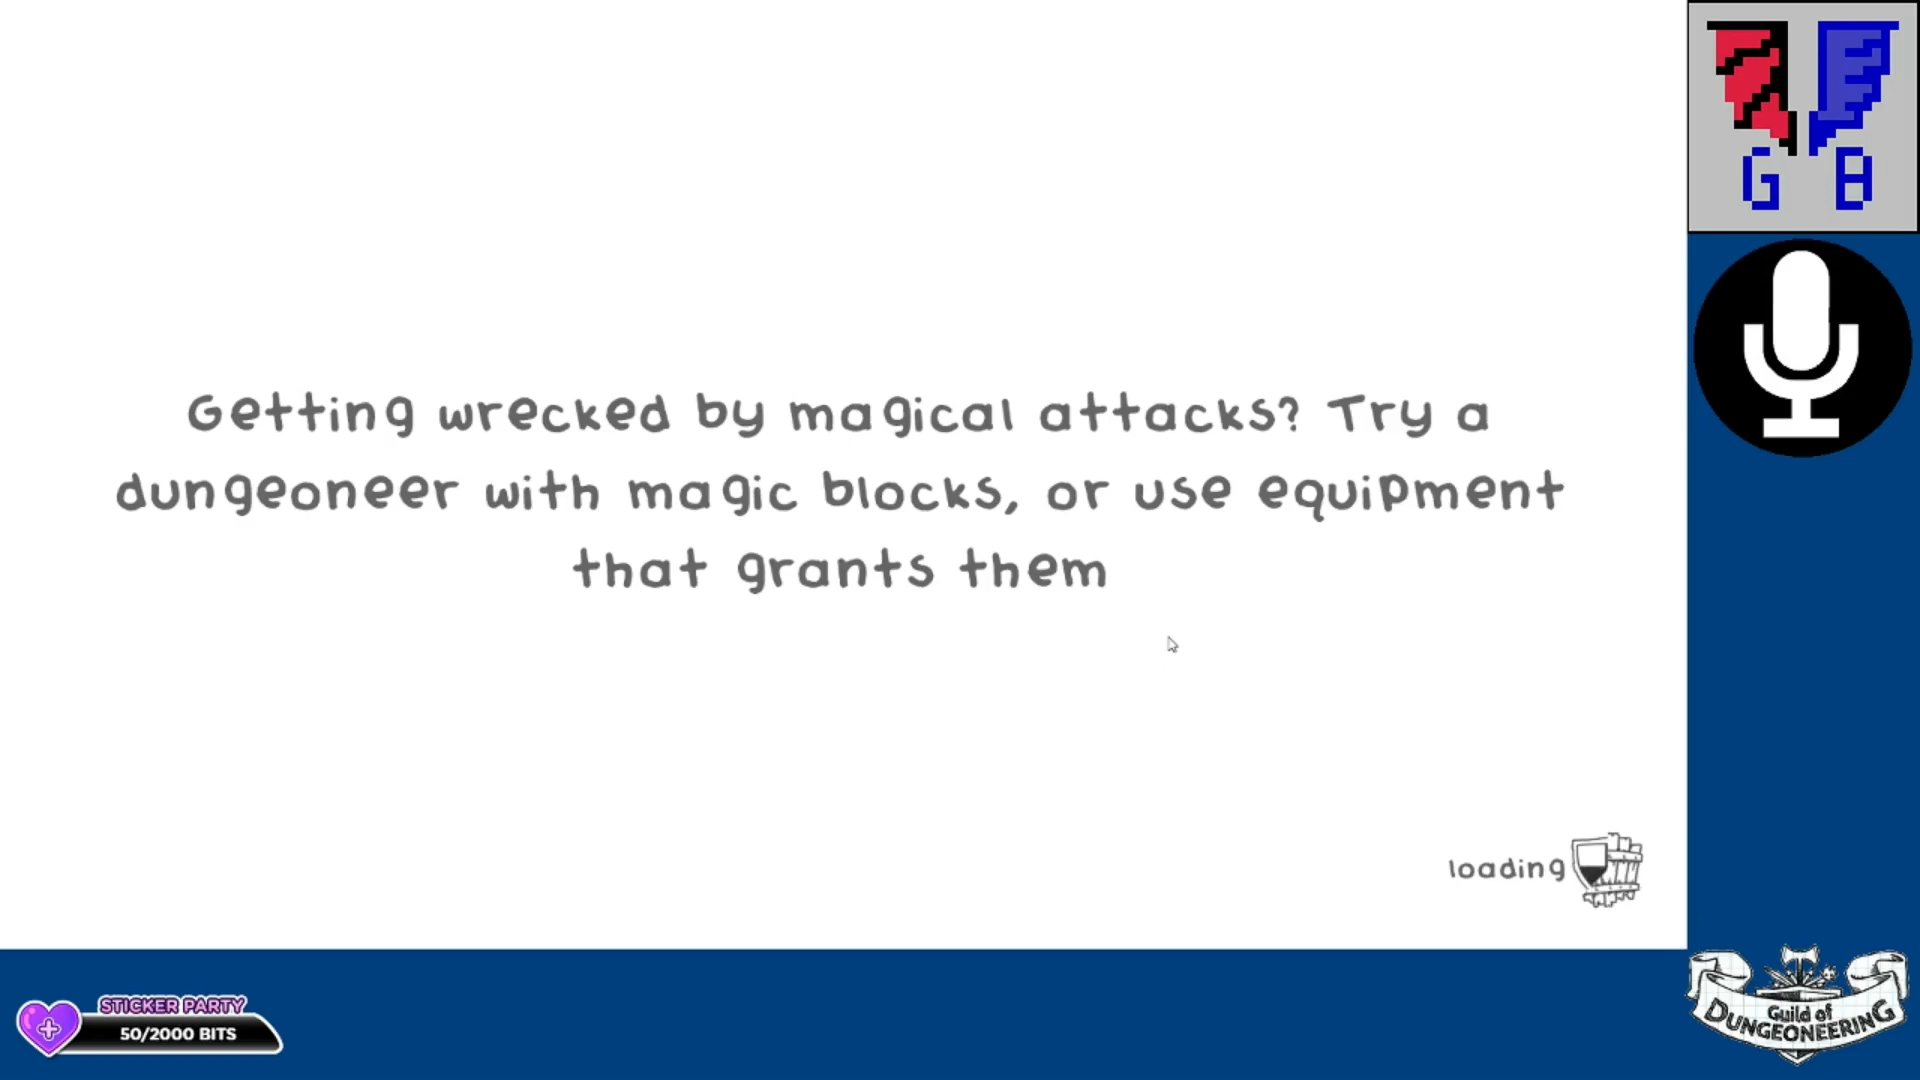 Getting wrecked by magical attacks? Try a
dungeoneer with magic blocks, or use equipment
that grants them
loading
G B
STICKER PARTY
50/2000 BITS
Guild of
DUNGEONEERING